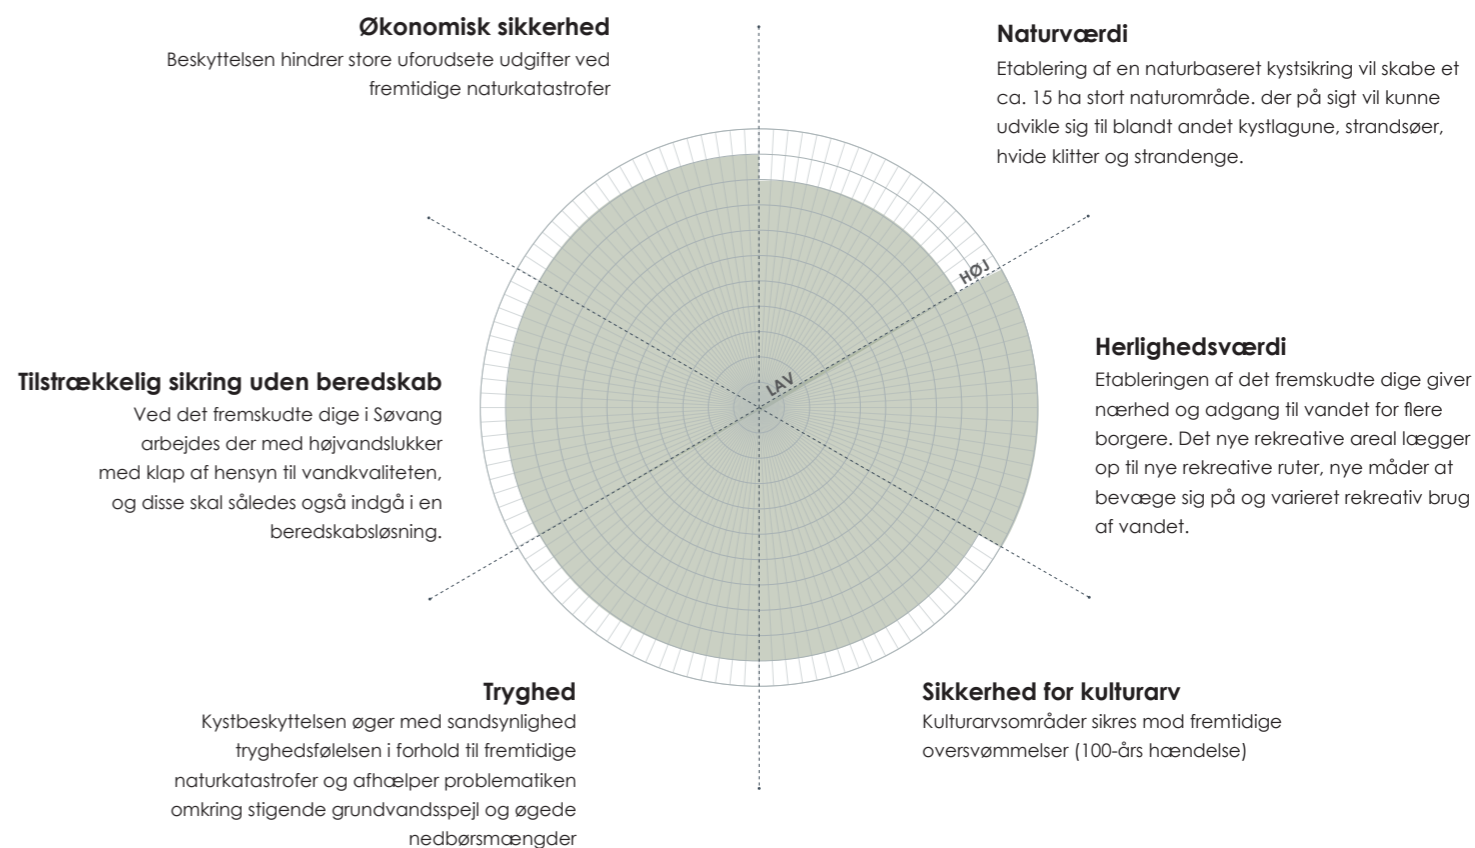 Økonomisk sikkerhed
Beskyttelsen hindrer store uforudsete udgifter ved
fremtidige naturkatastrofer
Naturværdi
Etablering af en naturbaseret kystsikring vil skabe et
ca. 15 ha stort naturområde. der på sigt vil kunne
udvikle sig til blandt andet kystlagune, strandsøer,
hvide klitter og strandenge.
HØJ
LAV
Herlighedsværdi
Etableringen af det fremskudte dige giver
nærhed og adgang til vandet for flere
borgere. Det nye rekreative areal lægger
op til nye rekreative ruter, nye måder at
bevæge sig på og varieret rekreativ brug
af vandet.
Tilstrækkelig sikring uden beredskab
Ved det fremskudte dige i Søvang
arbejdes der med højvandslukker
med klap af hensyn til vandkvaliteten,
og disse skal således også indgå i en
beredskabsløsning.
Tryghed
Kystbeskyttelsen øger med sandsynlighed
tryghedsfølelsen i forhold til fremtidige
naturkatastrofer og afhælper problematiken
omkring stigende grundvandsspejl og øgede
nedbørsmængder
Sikkerhed for kulturarv
Kulturarvsområder sikres mod fremtidige
oversvømmelser (100-års hændelse)